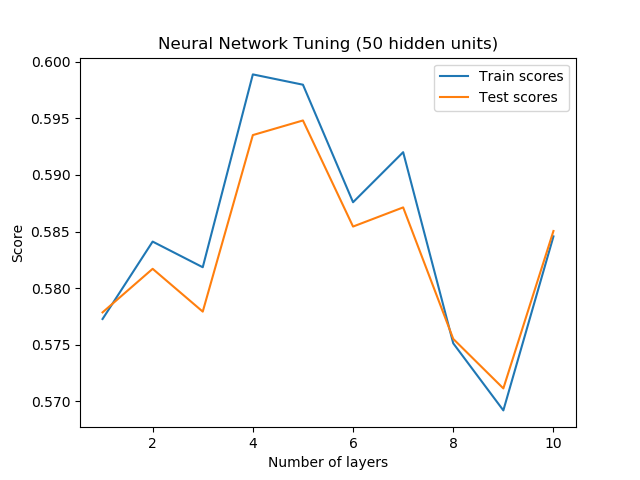 Neural Network Tuning (50 hidden units)
Train scores
Test scores
0.600
0.595
0.590
0.585
0.580
0.575
0.570
Score
2
4
6
8
10
Number of layers